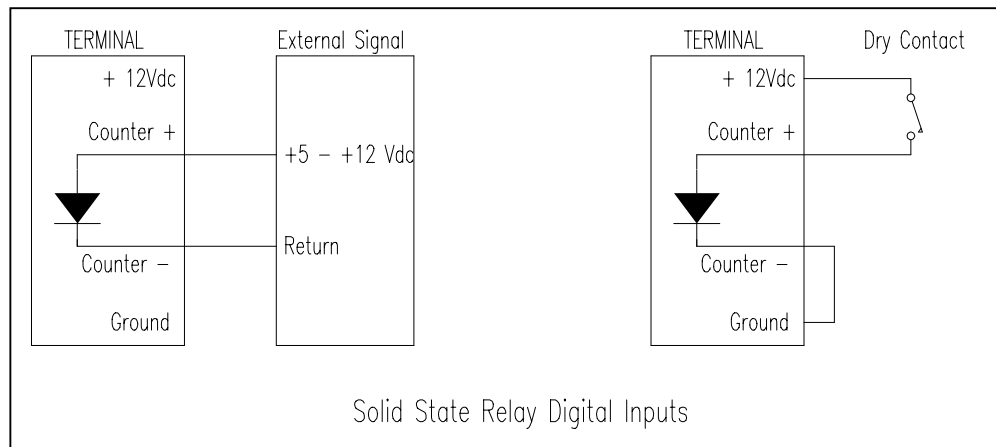 TERMINAL
External Signal
+ 12Vdc
Counter +
+5 - +12 Vdc
Return
Counter -
Ground
TERMINAL
Dry Contact
+ 12Vdc
Counter +
Counter -
Ground
Solid State Relay Digital Inputs